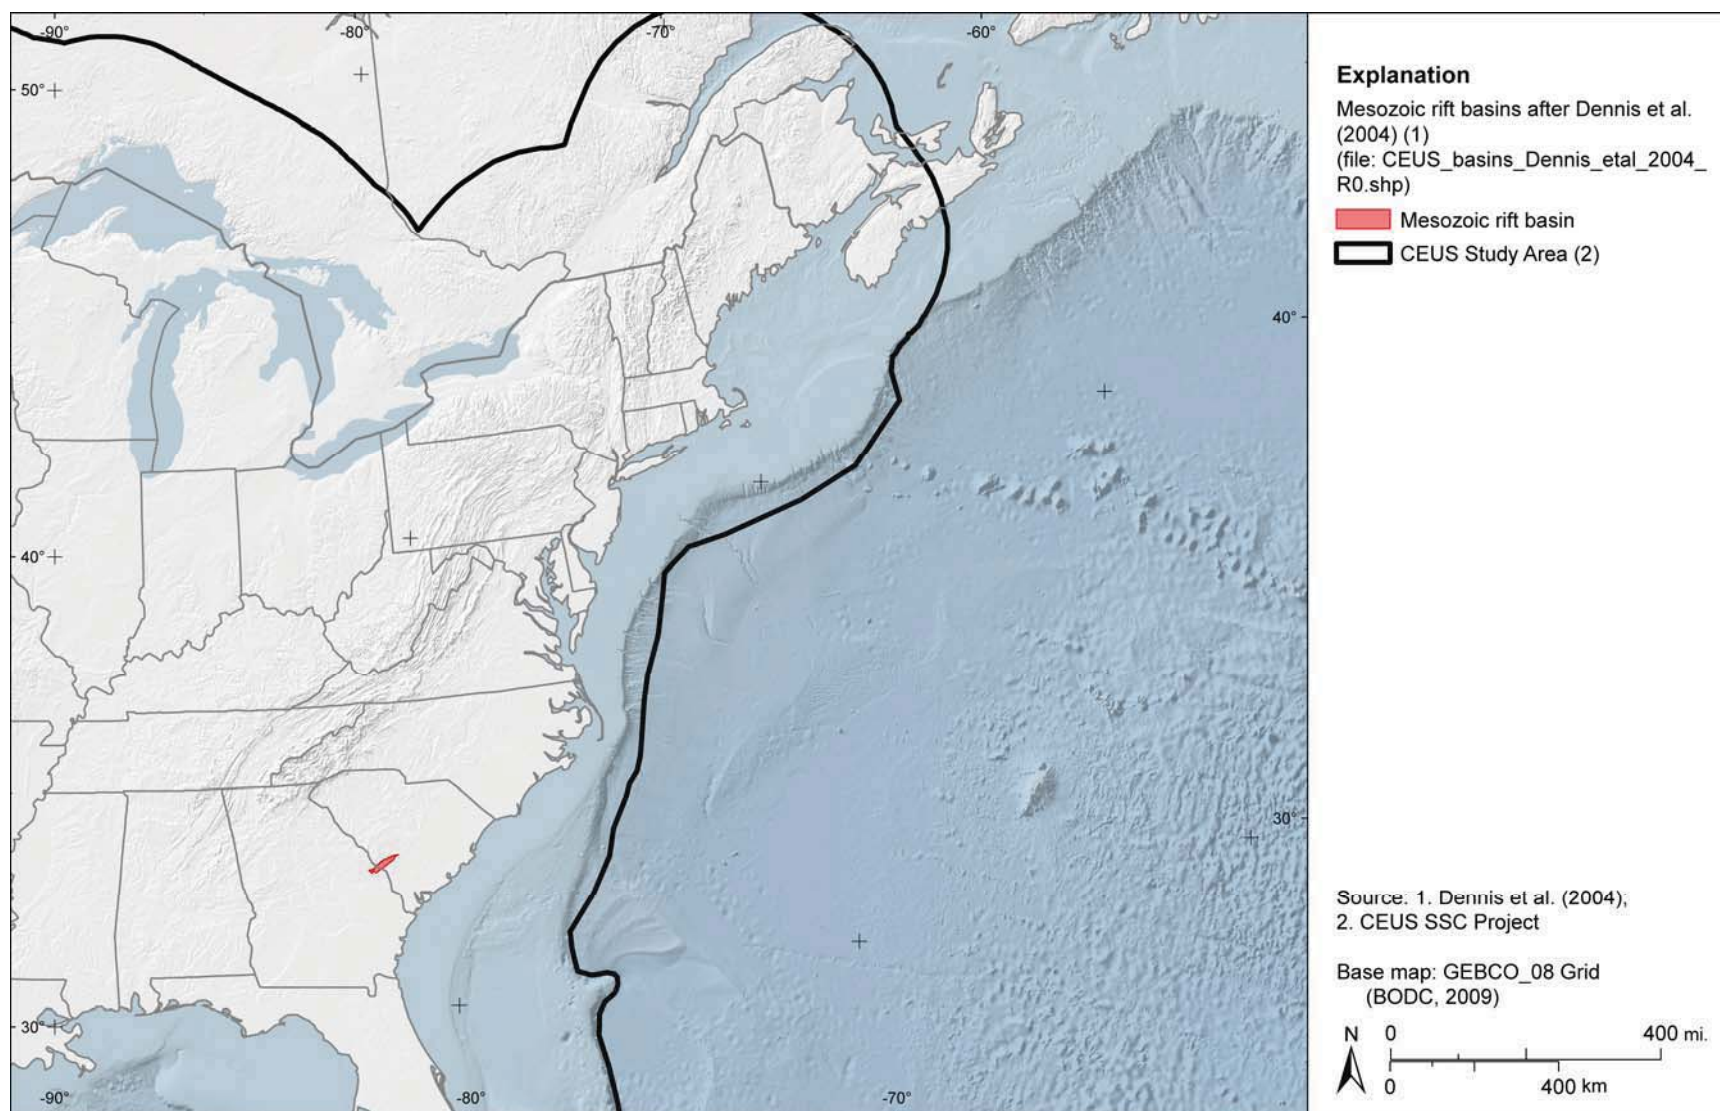 -90°
-80°
-70°
-60°
50°
40°
40°
30°
30°
-90°
-80°
-70°
Explanation
Mesozoic rift basins after Dennis et al.
(2004) (1)
(file: CEUS_basins_Dennis_etal_2004_
R0.shp)
Mesozoic rift basin
CEUS Study Area (2)
Source: 1. Dennis et al. (2004);
2. CEUS SSC Project
Base map: GEBCO_08 Grid
(BODC, 2009)
N
0 400 mi.
0 400 km